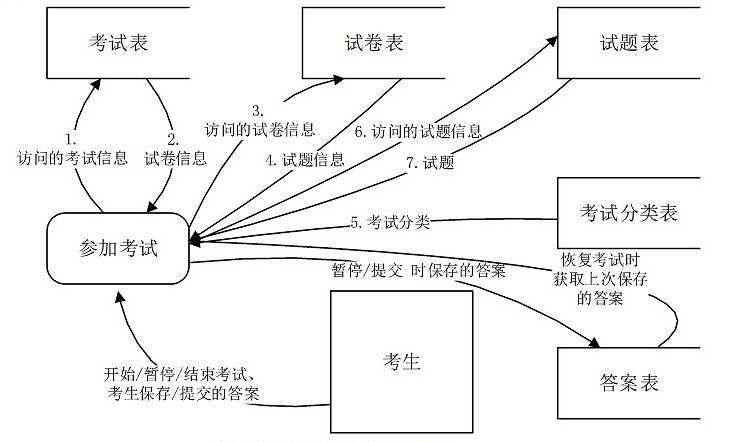 考试表
试卷表
试题表
3.
访问的试卷信息
6.访问的试题信息
1.
访问的考试信息
2.
试卷信息
4.试题信息
7.试题
5.考试分类
考试分类表
参加考试
恢复考试时
获取上次保存
的答案
暂停/提交 时保存的答案
考生
开始/暂停/结束考试、
考生保存/提交的答案
答案表